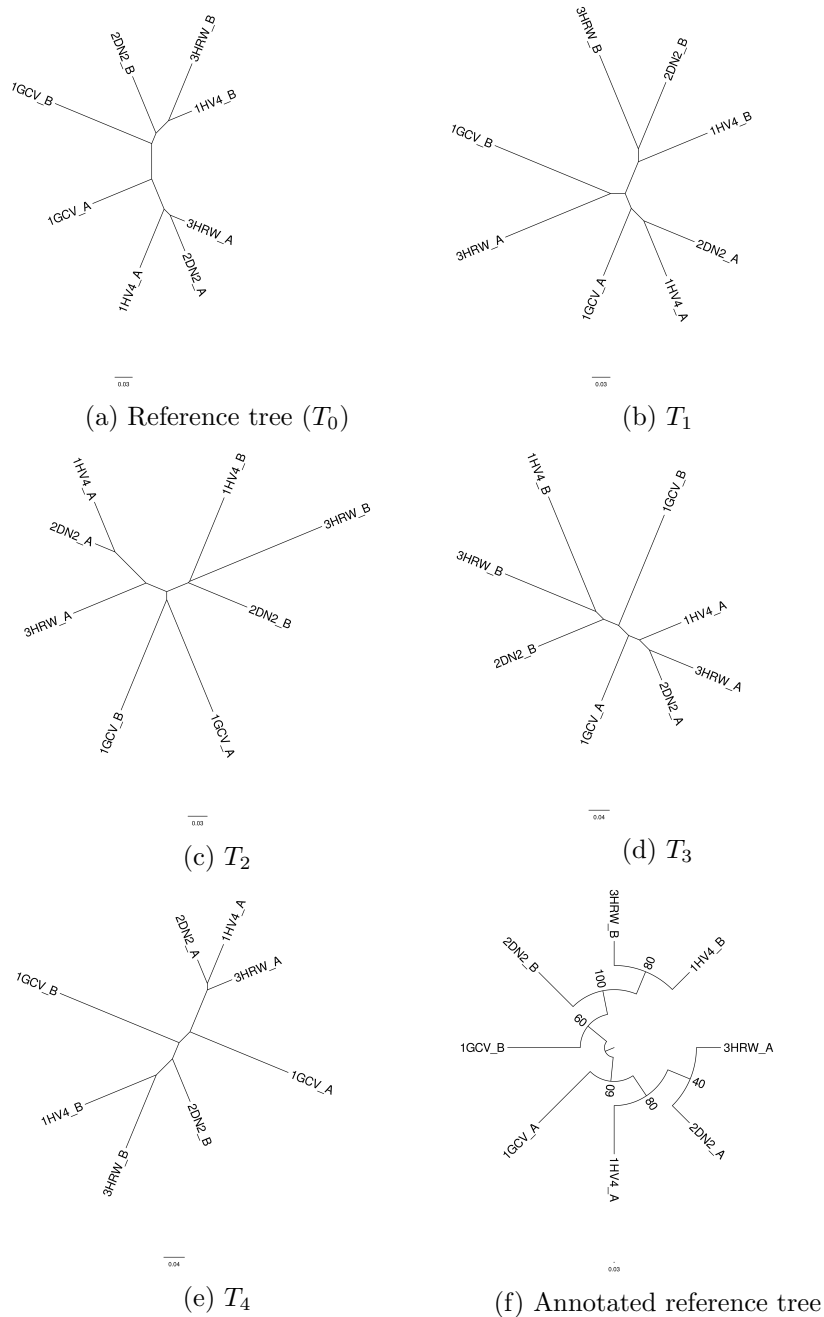 3HRW_B
2DN2_B
1HV4_B
1GCV_B
1GCV_A
3HRW_A
2DN2_A
1HV4_A
0.03
(a) Reference tree (T0)
3HRW_B
2DN2_B
1HV4_B
1GCV_B
3HRW_A
2DN2_A
1HV4_A
1GCV_A
0.03
(b) T1
1HV4_A
1HV4_B
2DN2_A
3HRW_B
3HRW_A
2DN2_B
1GCV_B
1GCV_A
0.03
(c) T2
1HV4_B
1GCV_B
3HRW_B
1HV4_A
2DN2_B
3HRW_A
2DN2_A
1GCV_A
0.04
(d) T3
2DN2_A
1HV4_A
3HRW_A
1GCV_B
1GCV_A
1HV4_B
2DN2_B
3HRW_B
0.04
(e) T4
3HRW_B
2DN2_B
1HV4_B
80
100
60
1GCV_B
3HRW_A
40
60
80
1GCV_A
2DN2_A
1HV4_A
0.03
(f) Annotated reference tree